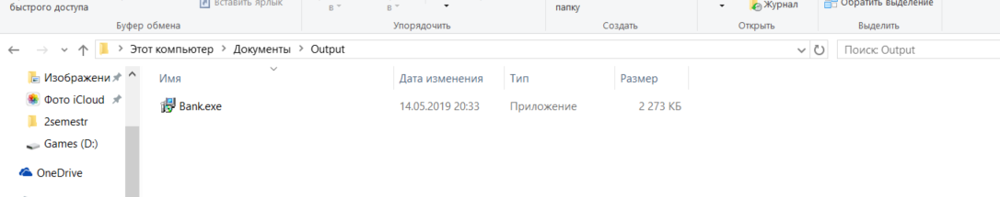 быстрого доступа
Вставить ярлык
в
в
папку
Журнал
Обратить выделение
Буфер обмена
Упорядочить
Создать
Открыть
Выделить
Этот компьютер > Документы > Output
Поиск: Output
Изображени
Имя
Дата изменения
Тип
Размер
Фото iCloud
Bank.exe
14.05.2019 20:33
Приложение
2 273 КБ
2semestr
Games (D:)
OneDrive